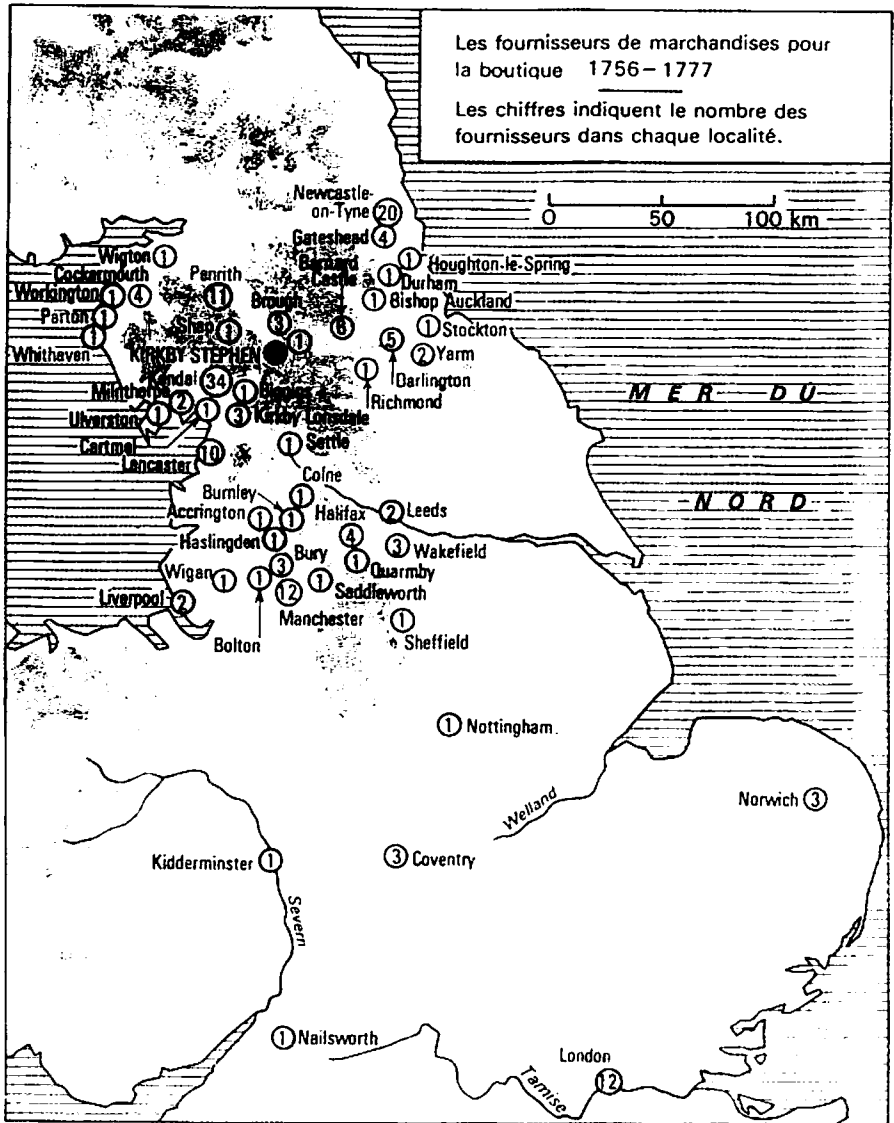 Les fournisseurs de marchandises pour
la boutique 1756–1777
Les chiffres indiquent le nombre des
fournisseurs dans chaque localité.
0 50 100 km
Newcastle-
on-Tyne
20
Gateshead 4
Wigton 1
1 Houghton-le-Spring
Barnard
Castle
6
1 Durham
Cockermouth
4
Penrith
11
1 Bishop Auckland
Workington 1
Brough
3
Parton 1
Shap
1
1 Stockton
5
Darlington
Whithaven
1
1
2 Yarm
KIRKBY-STEPHEN
1
Richmond
Kendal
34
MER DU
NORD
Milnthorpe
2
1
3 Kirkby-Lonsdale
Ulverston
1
Cartmel
1
Lancaster
10
1 Settle
Colne
1
Burnley
1
Accrington
1
Halifax
4
2 Leeds
Haslingden
1
3 Wakefield
Bury
3
1
Quarmby
Wigan
1
1
Bolton
12
Manchester
1
Saddleworth
Liverpool
2
1
Sheffield
1 Nottingham
Welland
Norwich 3
Kidderminster 1
3 Coventry
Severn
1 Nailsworth
London
12
Tamise